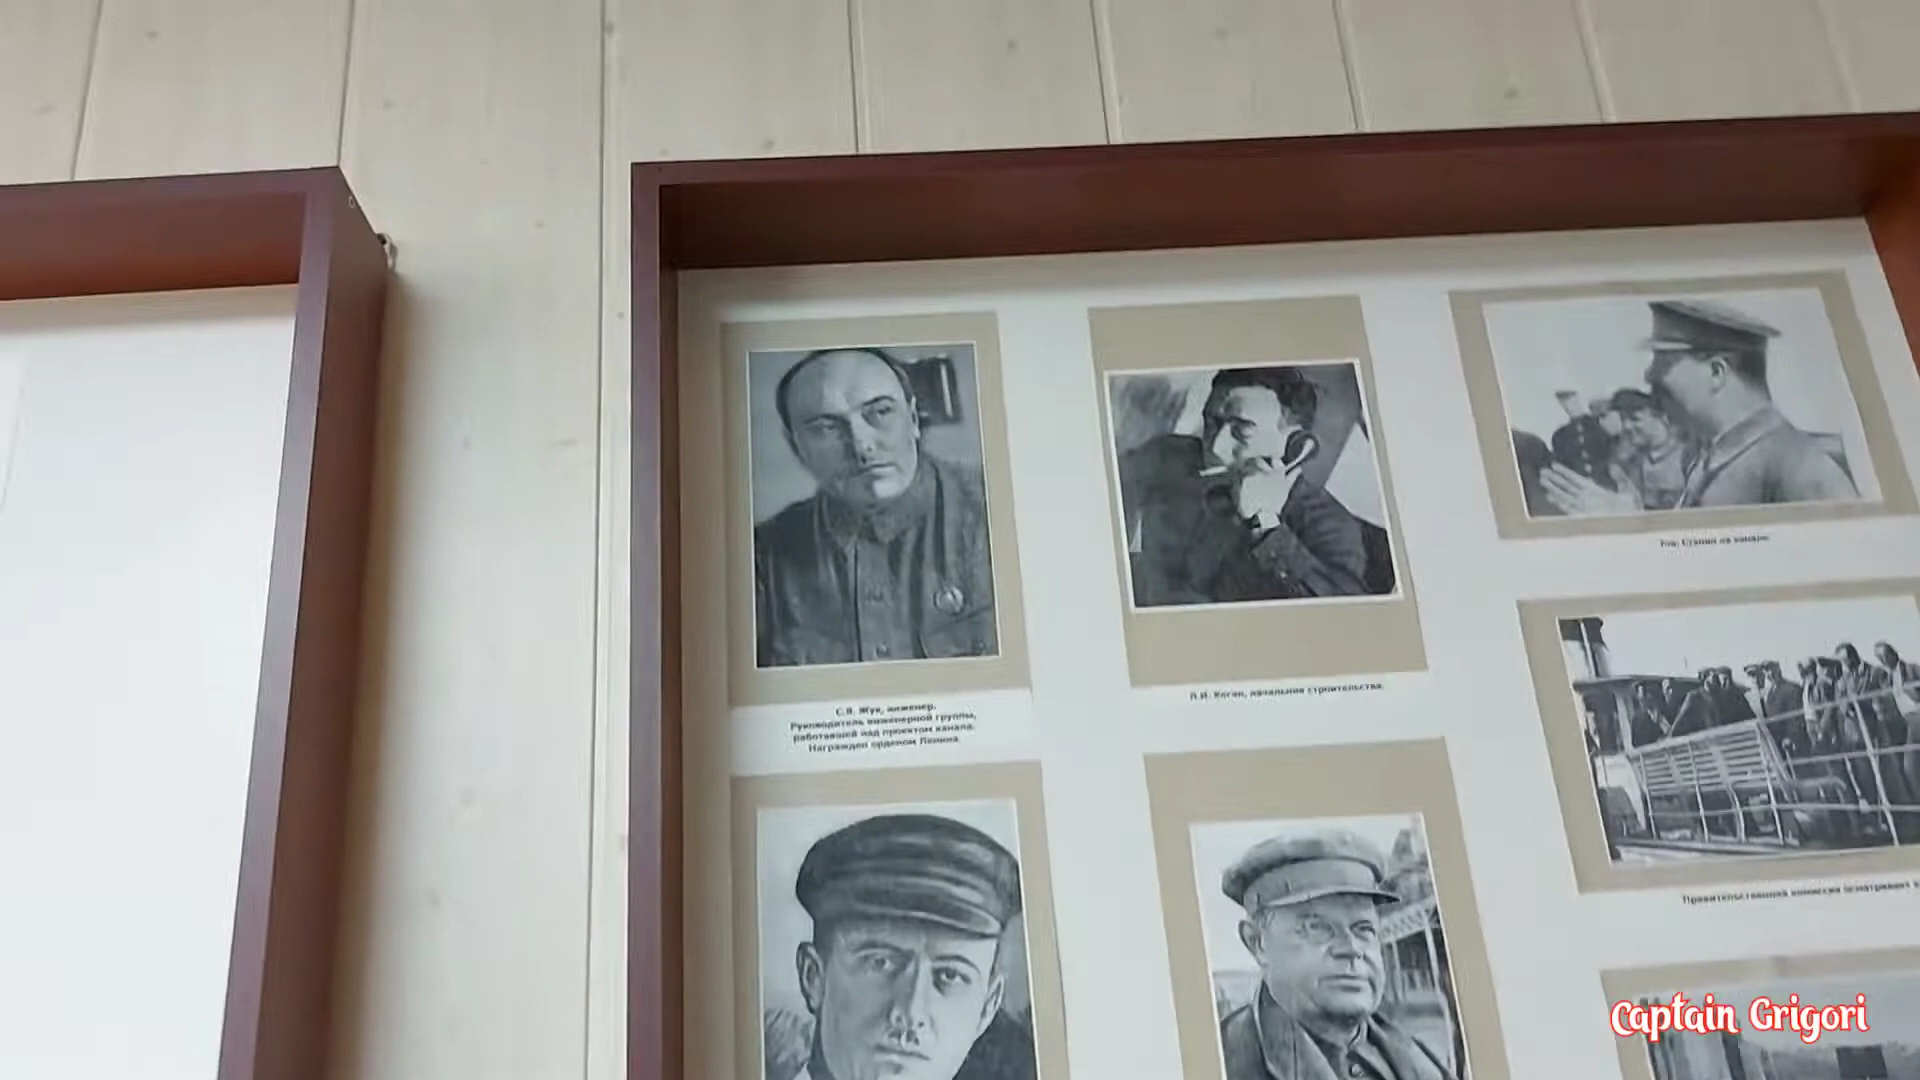 С.Я. Жук, инженер.
Руководитель инженерной группы,
работавшей над проектом канала.
Награжден орденом Ленина
Л.И. Коган, начальник строительства.
Тов. Сталин на канале.
Правительственная комиссия осматривает
Captain Grigori